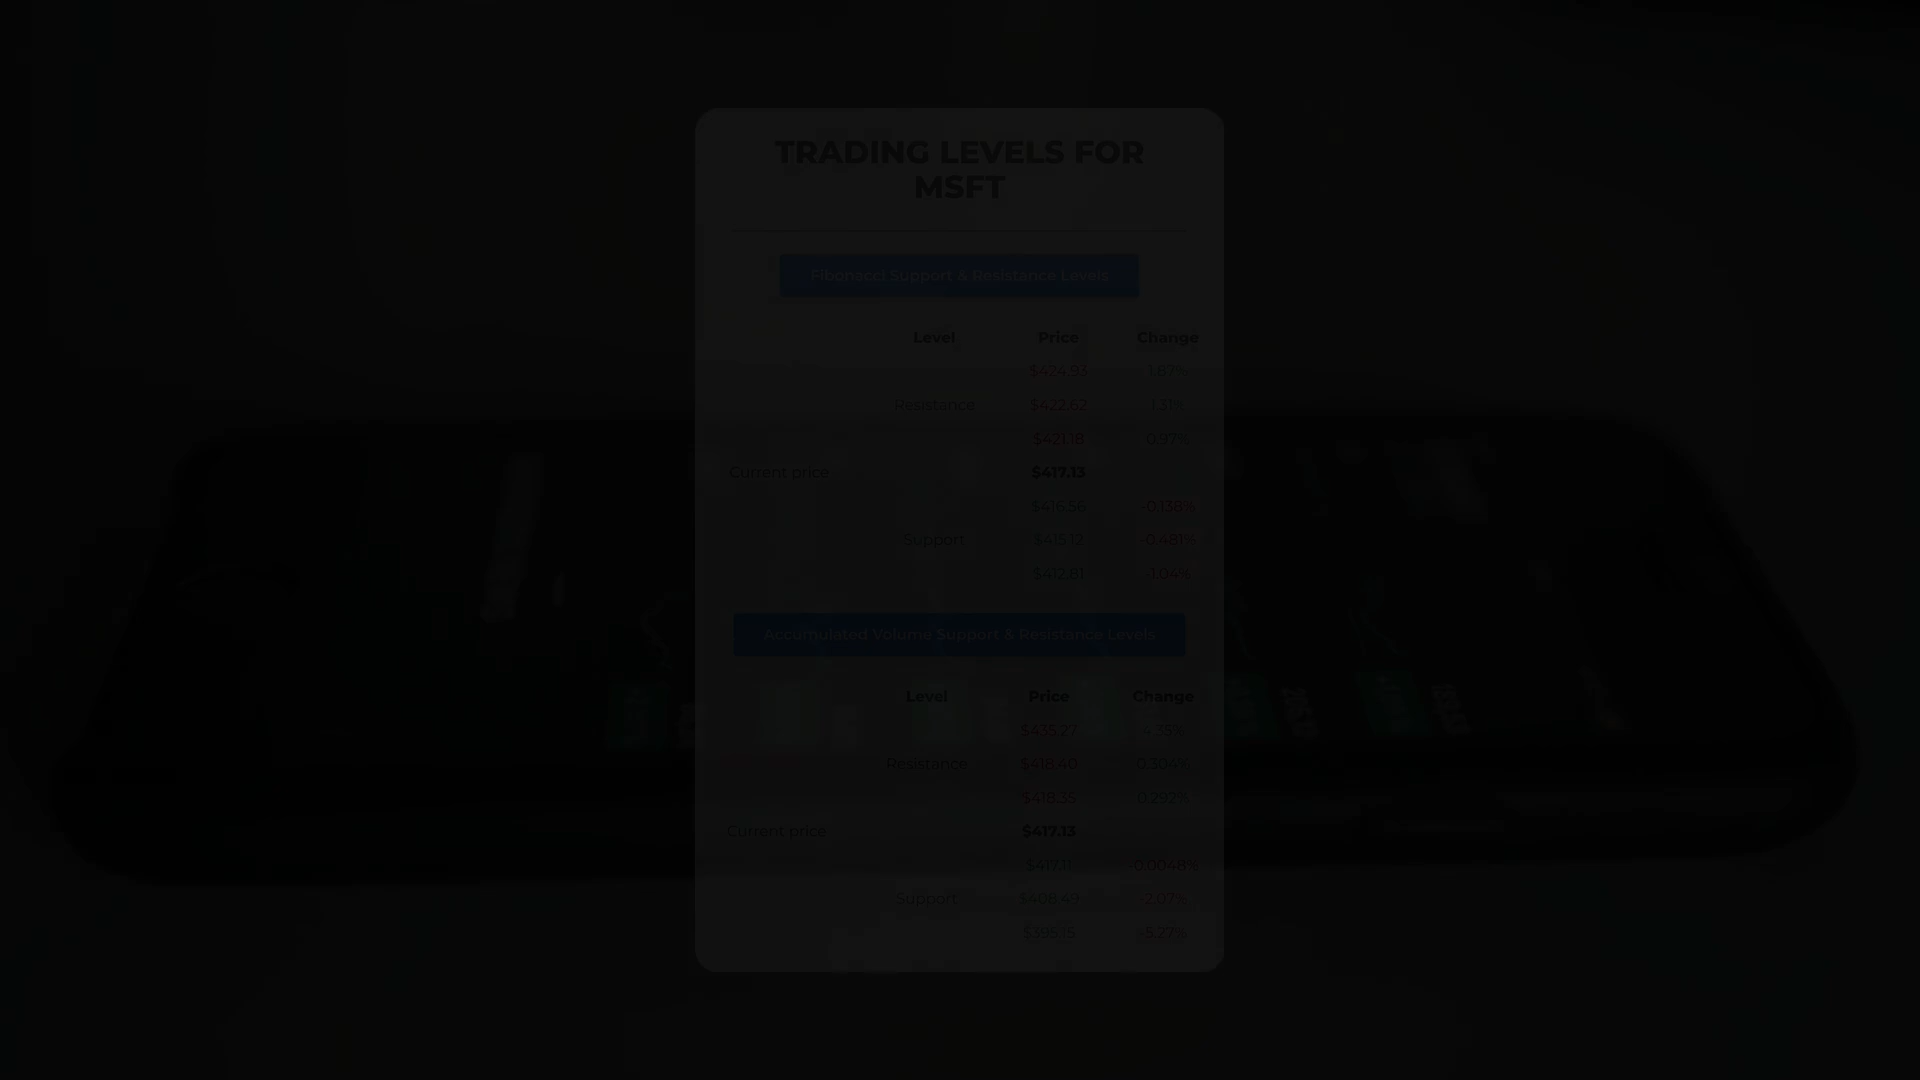 TRADING LEVELS FOR
MSFT
Fibonacci Support & Resistance Levels
Level Price Change
$424.93 1.87%
Resistance $422.62 1.31%
$421.18 0.97%
Current price $417.13
$416.56 -0.138%
Support $415.12 -0.481%
$412.81 -1.04%
Accumulated Volume Support & Resistance Levels
Level Price Change
$435.27 4.35%
Resistance $418.40 0.304%
$418.35 0.292%
Current price $417.13
$417.11 -0.0048%
Support $408.49 -2.07%
$395.15 -5.27%